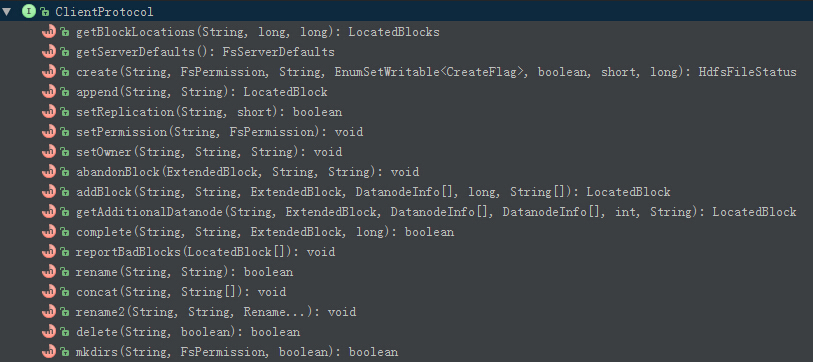 ClientProtocol
getBlockLocations(String, long, long): LocatedBlocks
getServerDefaults(): FsServerDefaults
create(String, FsPermission, String, EnumSetWritable<CreateFlag>, boolean, short, long): HdfsFileStatus
append(String, String): LocatedBlock
setReplication(String, short): boolean
setPermission(String, FsPermission): void
setOwner(String, String, String): void
abandonBlock(ExtendedBlock, String, String): void
addBlock(String, String, ExtendedBlock, DatanodeInfo[], long, String[]): LocatedBlock
getAdditionalDatanode(String, ExtendedBlock, DatanodeInfo[], DatanodeInfo[], int, String): LocatedBlock
complete(String, String, ExtendedBlock, long): boolean
reportBadBlocks(LocatedBlock[]): void
rename(String, String): boolean
concat(String, String[]): void
rename2(String, String, Rename...): void
delete(String, boolean): boolean
mkdirs(String, FsPermission, boolean): boolean